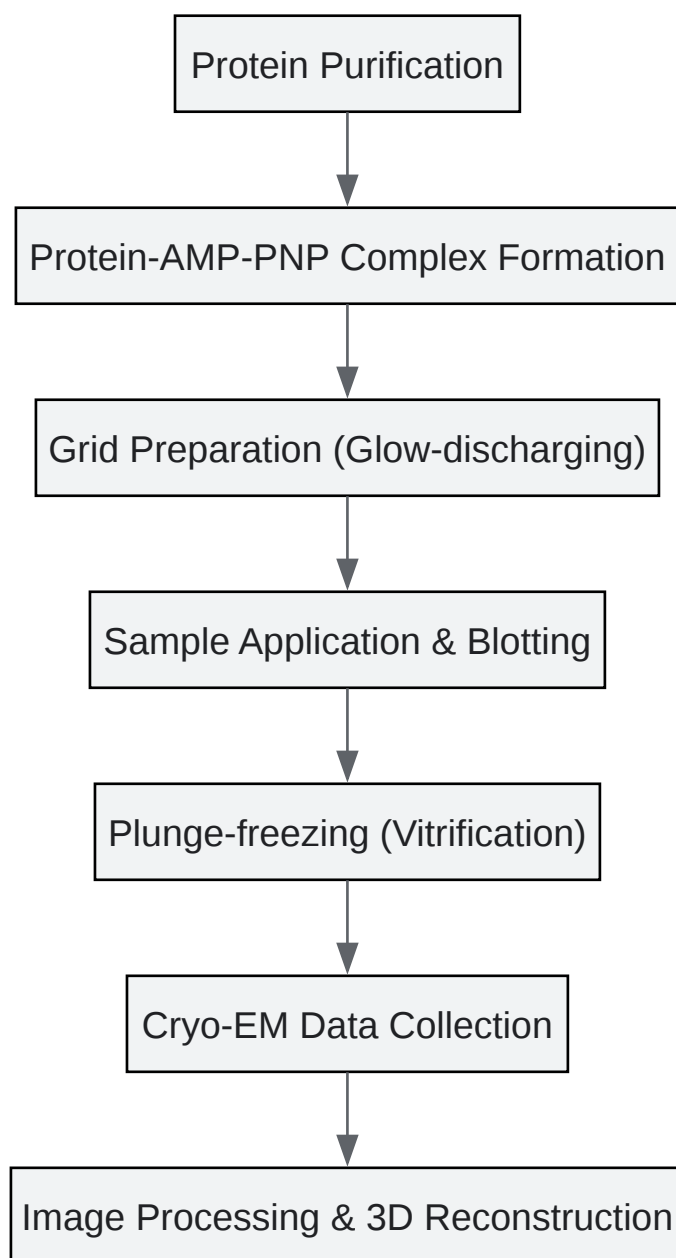 Protein Purification
Protein-AMP-PNP Complex Formation
Grid Preparation (Glow-discharging)
Sample Application & Blotting
Plunge-freezing (Vitrification)
Cryo-EM Data Collection
Image Processing & 3D Reconstruction